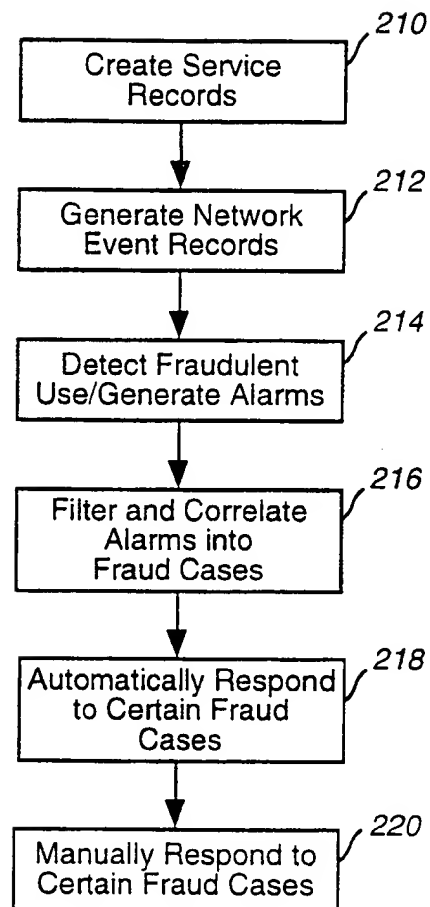 210
Create Service
Records
212
Generate Network
Event Records
214
Detect Fraudulent
Use/Generate Alarms
216
Filter and Correlate
Alarms into
Fraud Cases
218
Automatically Respond
to Certain Fraud
Cases
220
Manually Respond to
Certain Fraud Cases